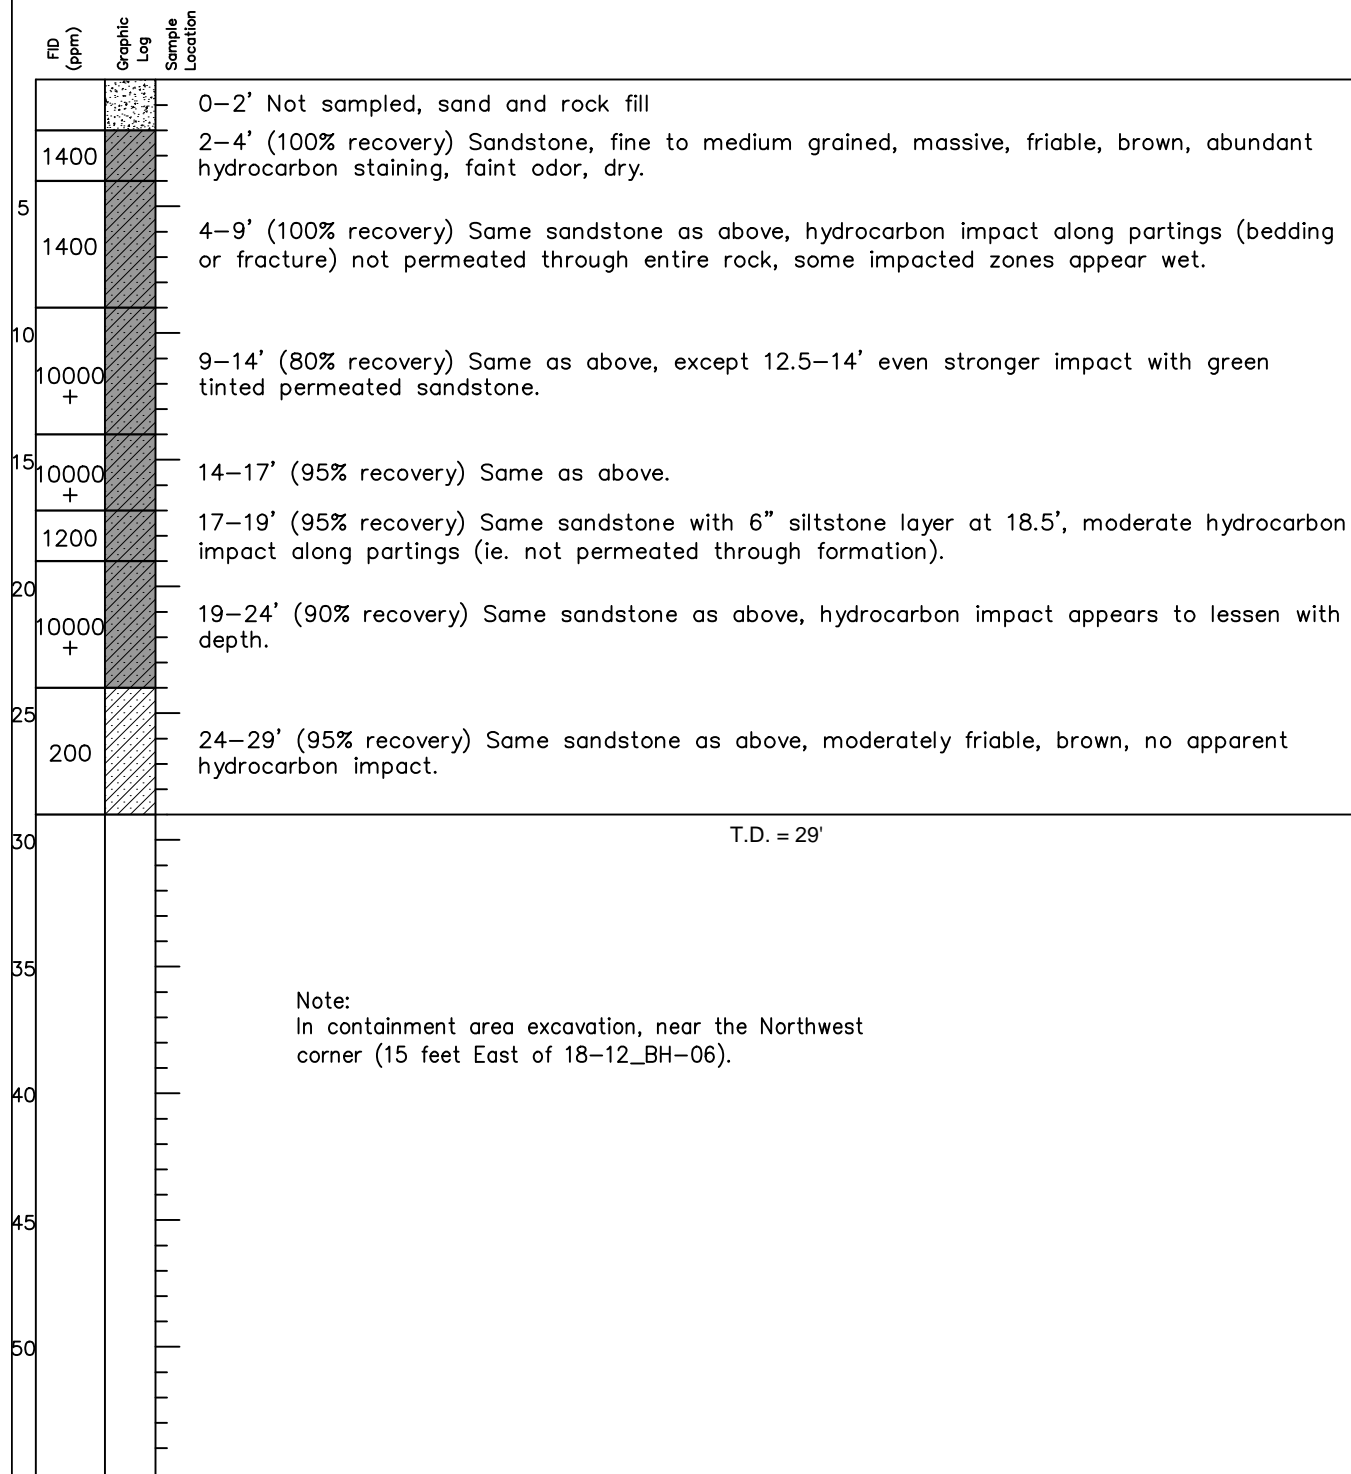 FID
(ppm)
Graphic
Log
Sample
Location
0–2' Not sampled, sand and rock fill
1400
2–4' (100% recovery) Sandstone, fine to medium grained, massive, friable, brown, abundant
hydrocarbon staining, faint odor, dry.
5
1400
4–9' (100% recovery) Same sandstone as above, hydrocarbon impact along partings (bedding
or fracture) not permeated through entire rock, some impacted zones appear wet.
10
10000
+
9–14' (80% recovery) Same as above, except 12.5–14' even stronger impact with green
tinted permeated sandstone.
15
10000
+
14–17' (95% recovery) Same as above.
1200
17–19' (95% recovery) Same sandstone with 6" siltstone layer at 18.5', moderate hydrocarbon
impact along partings (ie. not permeated through formation).
20
10000
+
19–24' (90% recovery) Same sandstone as above, hydrocarbon impact appears to lessen with
depth.
25
200
24–29' (95% recovery) Same sandstone as above, moderately friable, brown, no apparent
hydrocarbon impact.
30
T.D. = 29'
35
Note:
In containment area excavation, near the Northwest
corner (15 feet East of 18–12_BH–06).
40
45
50